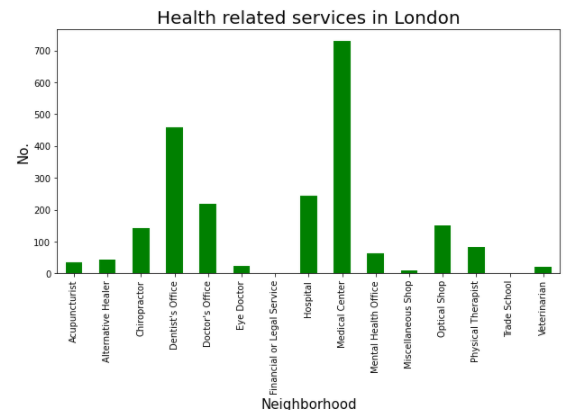 Health related services in London
No.
700
600
500
400
300
200
100
0
Acupuncturist
Alternative Healer
Chiropractor
Dentist's Office
Doctor's Office
Eye Doctor
Financial or Legal Service
Hospital
Medical Center
Mental Health Office
Miscellaneous Shop
Optical Shop
Physical Therapist
Trade School
Veterinarian
Neighborhood